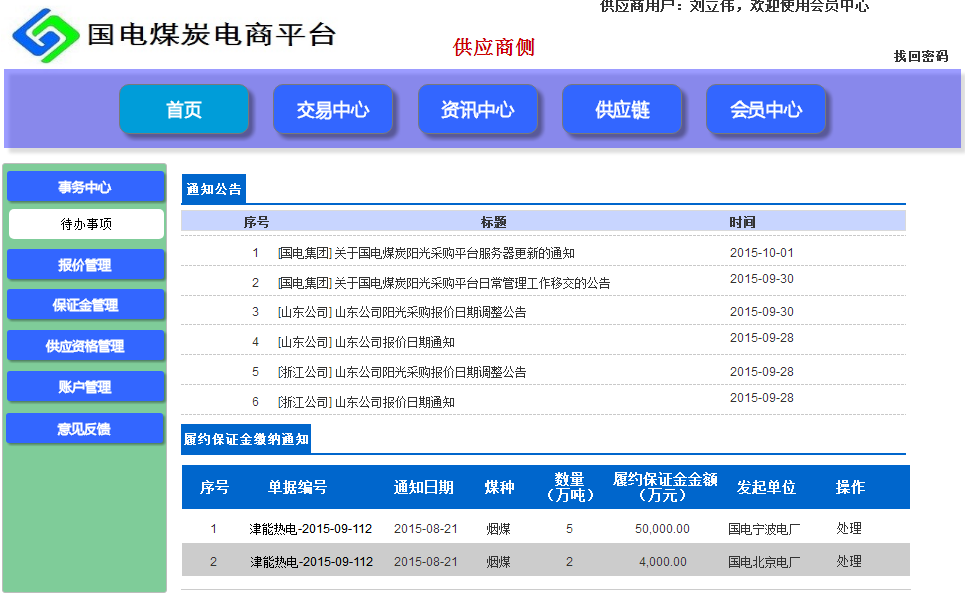 供应商用户：刘立伟，欢迎使用会员中心
国电煤炭电商平台
供应商侧
找回密码
首页 交易中心 资讯中心 供应链 会员中心
事务中心
待办事项
报价管理
保证金管理
供应资格管理
账户管理
意见反馈
通知公告
序号 标题 时间
1 [国电集团] 关于国电煤炭阳光采购平台服务器更新的通知 2015-10-01
2 [国电集团] 关于国电煤炭阳光采购平台日常管理工作移交的公告 2015-09-30
3 [山东公司] 山东公司阳光采购报价日期调整公告 2015-09-30
4 [山东公司] 山东公司报价日期通知 2015-09-28
5 [浙江公司] 山东公司阳光采购报价日期调整公告 2015-09-28
6 [浙江公司] 山东公司报价日期通知 2015-09-28
履约保证金缴纳通知
序号 单据编号 通知日期 煤种 数量（万吨） 履约保证金金额（万元） 发起单位 操作
1 津能热电-2015-09-112 2015-08-21 烟煤 5 50,000.00 国电宁波电厂 处理
2 津能热电-2015-09-112 2015-08-21 烟煤 2 4,000.00 国电北京电厂 处理